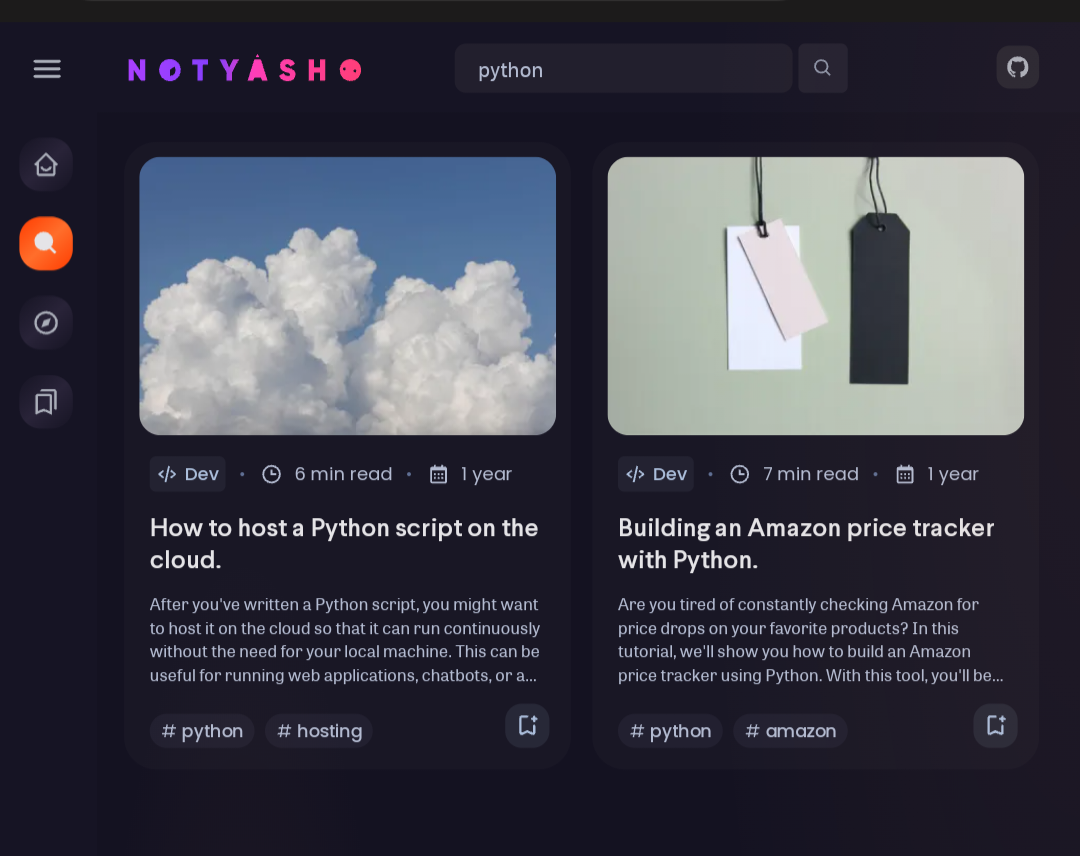 NOTYASHO
python
Dev • 6 min read • 1 year
How to host a Python script on the
cloud.
After you've written a Python script, you might want
to host it on the cloud so that it can run continuously
without the need for your local machine. This can be
useful for running web applications, chatbots, or a...
# python # hosting
Dev • 7 min read • 1 year
Building an Amazon price tracker
with Python.
Are you tired of constantly checking Amazon for
price drops on your favorite products? In this
tutorial, we'll show you how to build an Amazon
price tracker using Python. With this tool, you'll be...
# python # amazon